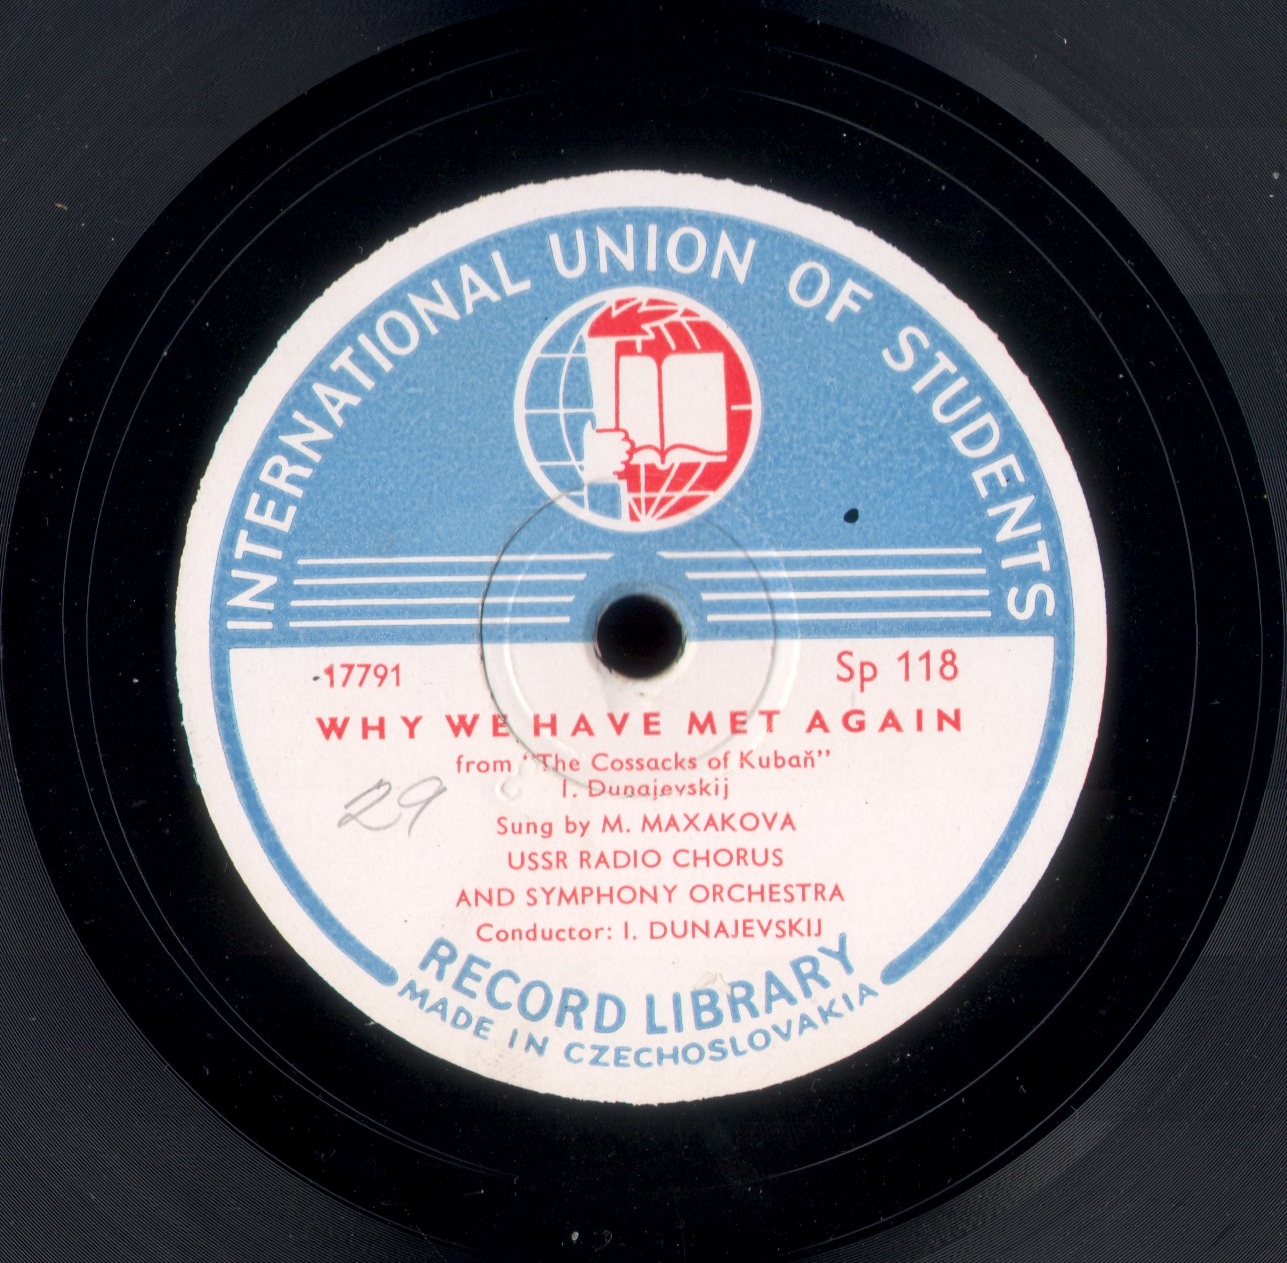 INTERNATIONAL UNION OF STUDENTS
17791
Sp 118
WHY WE HAVE MET AGAIN
from "The Cossacks of Kubaň"
I. Dunajevskij
29
Sung by M. MAXAKOVA
USSR RADIO CHORUS
AND SYMPHONY ORCHESTRA
Conductor: I. DUNAJEVSKIJ
RECORD LIBRARY
MADE IN CZECHOSLOVAKIA